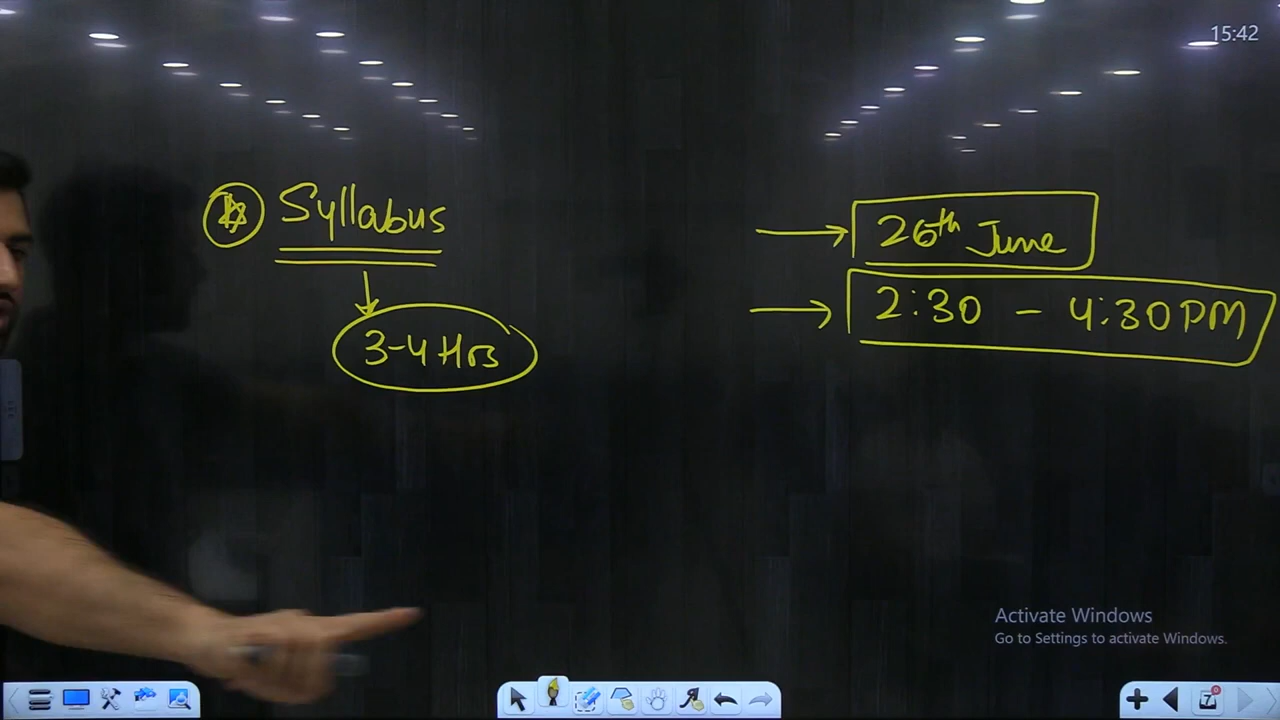 15:42
Syllabus
3-4 Hrs
26th June
2:30 - 4:30 PM
Activate Windows
Go to Settings to activate Windows.
7